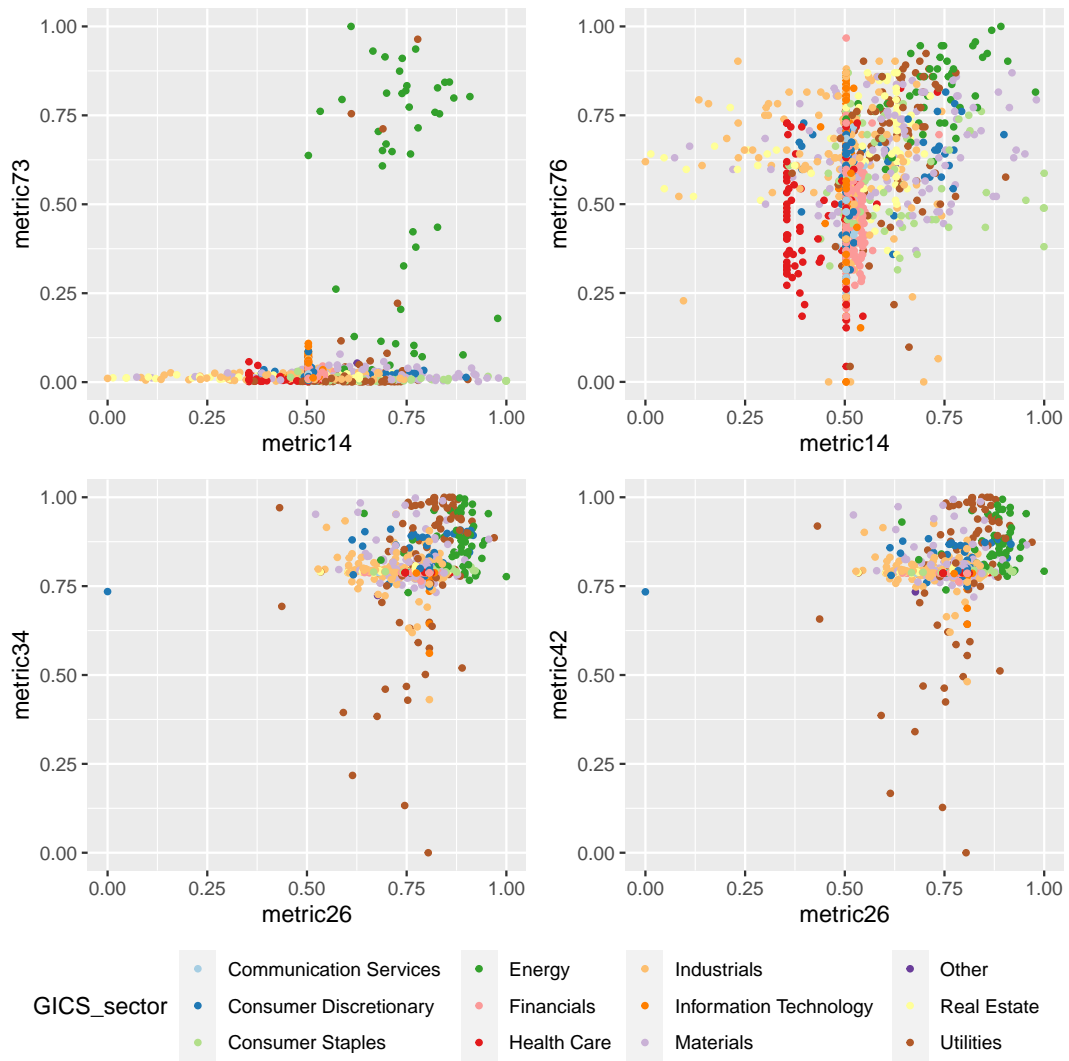 1.00
0.75
0.50
0.25
0.00
metric73
0.00 0.25 0.50 0.75 1.00
metric14
1.00
0.75
0.50
0.25
0.00
metric76
0.00 0.25 0.50 0.75 1.00
metric14
1.00
0.75
0.50
0.25
0.00
metric34
0.00 0.25 0.50 0.75 1.00
metric26
1.00
0.75
0.50
0.25
0.00
metric42
0.00 0.25 0.50 0.75 1.00
metric26
GICS_sector
Communication Services
Consumer Discretionary
Consumer Staples
Energy
Financials
Health Care
Industrials
Information Technology
Materials
Other
Real Estate
Utilities